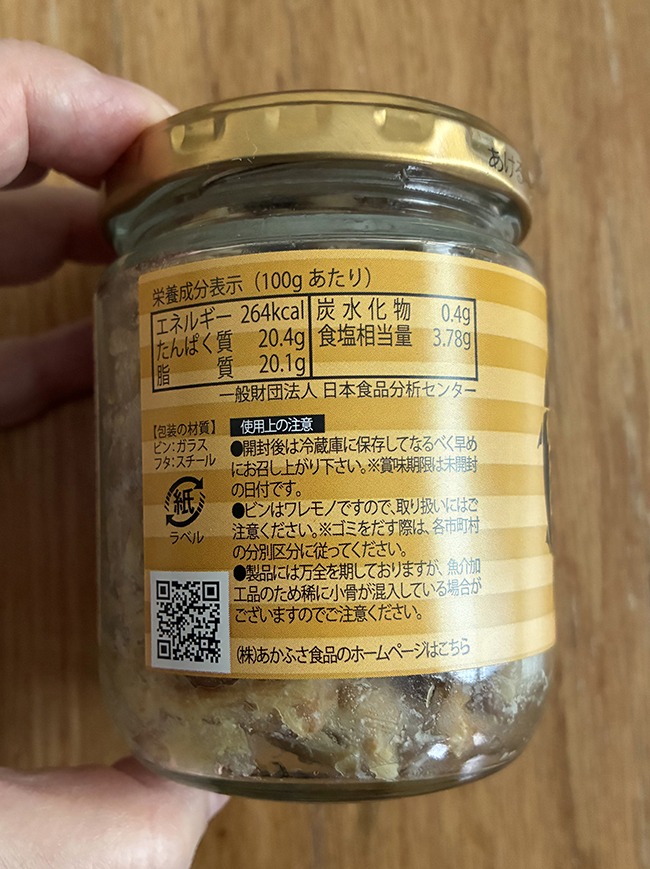 あける
栄養成分表示（100gあたり）
エネルギー 264kcal
たんぱく質 20.4g
脂質 20.1g
炭水化物 0.4g
食塩相当量 3.78g
一般財団法人 日本食品分析センター
【包装の材質】
ビン：ガラス
フタ：スチール
紙
ラベル
使用上の注意
●開封後は冷蔵庫に保存してなるべく早め
にお召し上がり下さい。※賞味期限は未開封
の日付です。
●ビンはワレモノですので、取り扱いにはご
注意ください。※ゴミをだす際は、各市町村
の分別区分に従ってください。
●製品には万全を期しておりますが、魚介加
工品のため稀に小骨が混入している場合が
ございますのでご注意ください。
(株)あかふさ食品のホームページはこちら